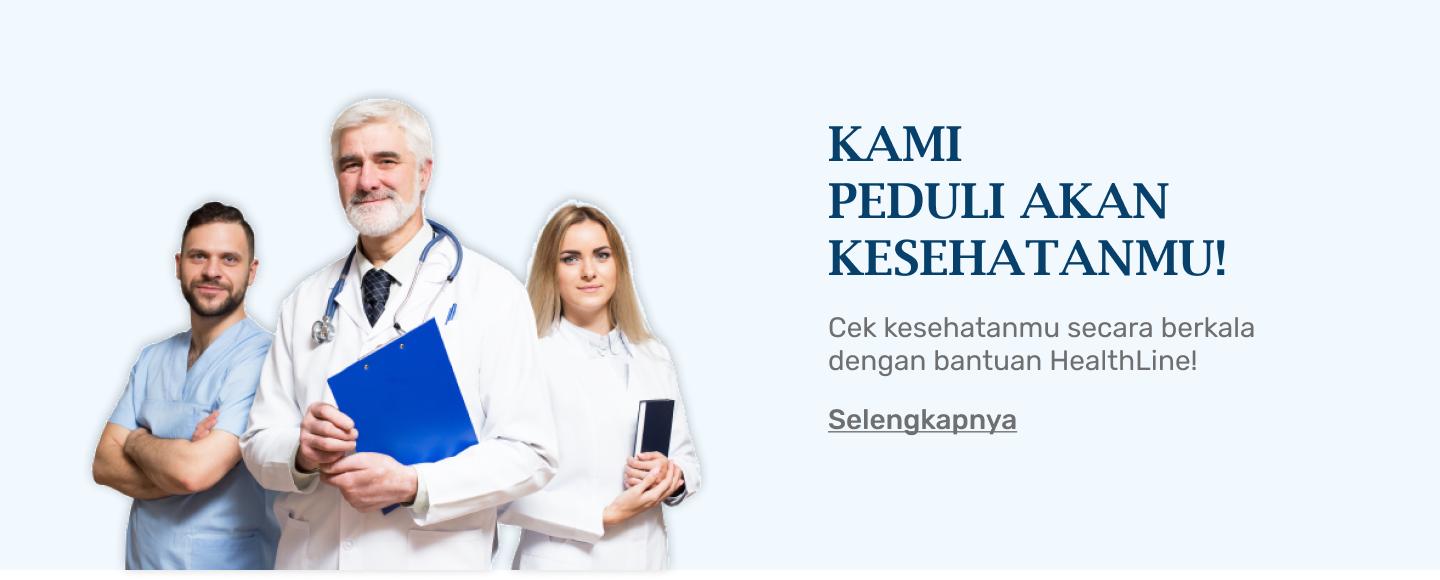 KAMI
PEDULI AKAN
KESEHATANMU!
Cek kesehatanmu secara berkala
dengan bantuan HealthLine!
Selengkapnya